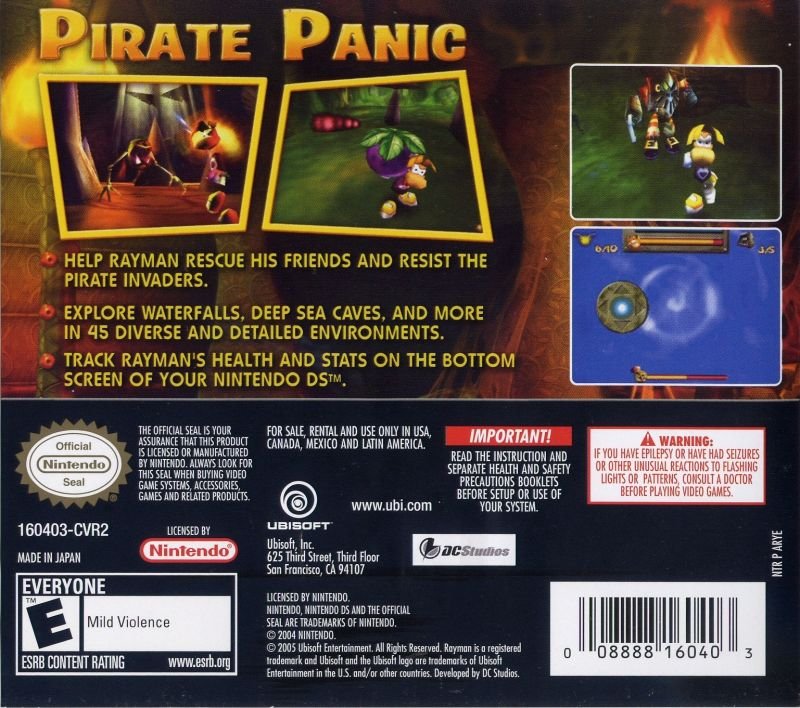 PIRATE PANIC
6/10
3/5
HELP RAYMAN RESCUE HIS FRIENDS AND RESIST THE
PIRATE INVADERS.
EXPLORE WATERFALLS, DEEP SEA CAVES, AND MORE
IN 45 DIVERSE AND DETAILED ENVIRONMENTS.
TRACK RAYMAN'S HEALTH AND STATS ON THE BOTTOM
SCREEN OF YOUR NINTENDO DS™.
Official
Nintendo
Seal
®
THE OFFICIAL SEAL IS YOUR
ASSURANCE THAT THIS PRODUCT
IS LICENSED OR MANUFACTURED
BY NINTENDO. ALWAYS LOOK FOR
THIS SEAL WHEN BUYING VIDEO
GAME SYSTEMS, ACCESSORIES,
GAMES AND RELATED PRODUCTS.
FOR SALE, RENTAL AND USE ONLY IN USA,
CANADA, MEXICO AND LATIN AMERICA.
IMPORTANT!
READ THE INSTRUCTION AND
SEPARATE HEALTH AND SAFETY
PRECAUTIONS BOOKLETS
BEFORE SETUP OR USE OF
YOUR SYSTEM.
WARNING:
IF YOU HAVE EPILEPSY OR HAVE HAD SEIZURES
OR OTHER UNUSUAL REACTIONS TO FLASHING
LIGHTS OR PATTERNS, CONSULT A DOCTOR
BEFORE PLAYING VIDEO GAMES.
160403-CVR2
MADE IN JAPAN
LICENSED BY
Nintendo®
UBISOFT
www.ubi.com
Ubisoft, Inc.
625 Third Street, Third Floor
San Francisco, CA 94107
DC Studios
NTR P ARYE
EVERYONE
TM
E
Mild Violence
ESRB CONTENT RATING www.esrb.org
LICENSED BY NINTENDO.
NINTENDO, NINTENDO DS AND THE OFFICIAL
SEAL ARE TRADEMARKS OF NINTENDO.
© 2004 NINTENDO.
© 2005 Ubisoft Entertainment. All Rights Reserved. Rayman is a registered
trademark and Ubisoft and the Ubisoft logo are trademarks of Ubisoft
Entertainment in the U.S. and/or other countries. Developed by DC Studios.
0 08888 16040 3